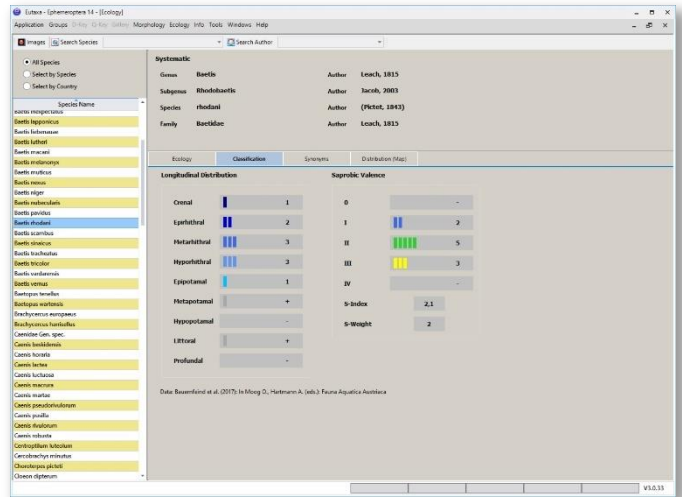 Eutaxe - Ephemeroptera 14 - [Ecology]
Application Groups D-Key Q-Key Gallery Morphology Ecology Info Tools Windows Help
Images Search Species Search Author
All Species
Select by Species
Select by Country
Species Name
Baetis lapponicus
Baetis liebenauae
Baetis lutheri
Baetis macani
Baetis melanonyx
Baetis muticus
Baetis nexus
Baetis niger
Baetis nubecularis
Baetis pavidus
Baetis rhodani
Baetis scambus
Baetis sinaicus
Baetis tracheatus
Baetis tricolor
Baetis vardarensis
Baetis vernus
Baetopus tenellus
Baetopus wartensis
Brachycercus europaeus
Brachycercus harrisellus
Caenidae Gen. spec.
Caenis beskidensis
Caenis horaria
Caenis lactea
Caenis luctuosa
Caenis macrura
Caenis martae
Caenis pseudorivulorum
Caenis pusilla
Caenis rivulorum
Caenis robusta
Centroptilum luteolum
Cercobrachys minutus
Choroterpes picteti
Cloeon dipterum
Systematic
Genus Baetis Author Leach, 1815
Subgenus Rhodobaetis Author Jacob, 2003
Species rhodani Author (Pictet, 1843)
Family Baetidae Author Leach, 1815
Ecology Classification Synonyms Distribution (Map)
Longitudinal Distribution
Crenal 1
Epirhithral 2
Metarhithral 3
Hyporhithral 3
Epipotamal 1
Metapotamal +
Hypopotamal -
Littoral +
Profundal -
Saprobic Valence
0 -
I 2
II 5
III 3
IV -
S-Index 2,1
S-Weight 2
Data: Bauernfeind et al. (2017): In Moog O., Hartmann A. (eds.): Fauna Aquatica Austriaca
V3.0.33